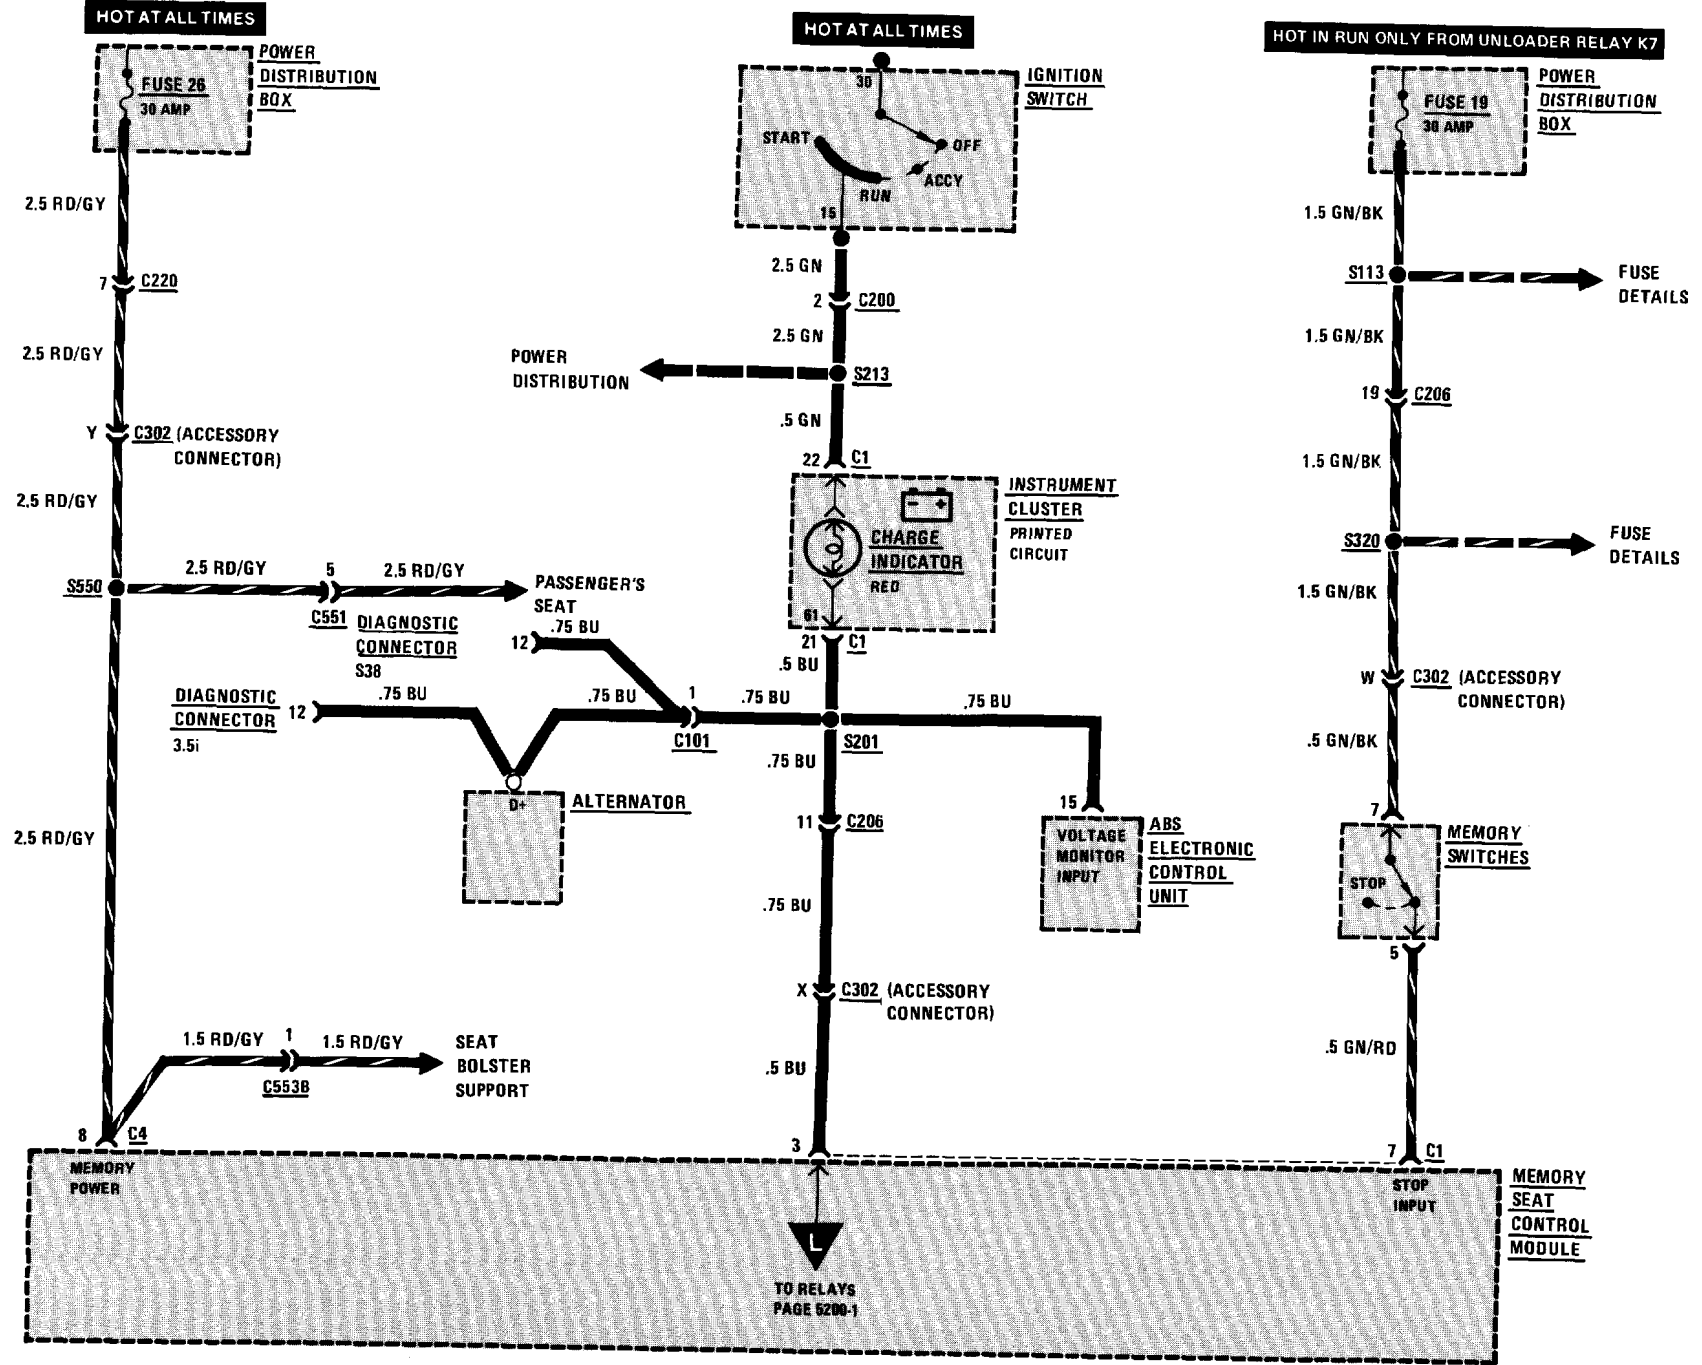 HOT AT ALL TIMES
POWER
DISTRIBUTION
BOX
FUSE 26
30 AMP
2.5 RD/GY
7
C220
2.5 RD/GY
Y
C302 (ACCESSORY
CONNECTOR)
2.5 RD/GY
S550
2.5 RD/GY
5
2.5 RD/GY
C551
PASSENGER'S
SEAT
DIAGNOSTIC
CONNECTOR
S38
12
.75 BU
DIAGNOSTIC
CONNECTOR
3.5i
12
.75 BU
.75 BU
1
.75 BU
C101
D+
ALTERNATOR
2.5 RD/GY
1.5 RD/GY
1
1.5 RD/GY
C553B
SEAT
BOLSTER
SUPPORT
8
C4
HOT AT ALL TIMES
IGNITION
SWITCH
30
START
OFF
ACCY
RUN
15
2.5 GN
2
C200
2.5 GN
POWER
DISTRIBUTION
S213
.5 GN
22
C1
INSTRUMENT
CLUSTER
PRINTED
CIRCUIT
CHARGE
INDICATOR
RED
61
21
C1
.5 BU
.75 BU
S201
.75 BU
11
C206
15
VOLTAGE
MONITOR
INPUT
ABS
ELECTRONIC
CONTROL
UNIT
.75 BU
X
C302 (ACCESSORY
CONNECTOR)
.5 BU
3
HOT IN RUN ONLY FROM UNLOADER RELAY K7
POWER
DISTRIBUTION
BOX
FUSE 19
30 AMP
1.5 GN/BK
S113
FUSE
DETAILS
1.5 GN/BK
19
C206
1.5 GN/BK
S320
FUSE
DETAILS
1.5 GN/BK
W
C302 (ACCESSORY
CONNECTOR)
.5 GN/BK
7
MEMORY
SWITCHES
STOP
5
.5 GN/RD
7
C1
MEMORY
POWER
L
TO RELAYS
PAGE 5200-1
STOP
INPUT
MEMORY
SEAT
CONTROL
MODULE